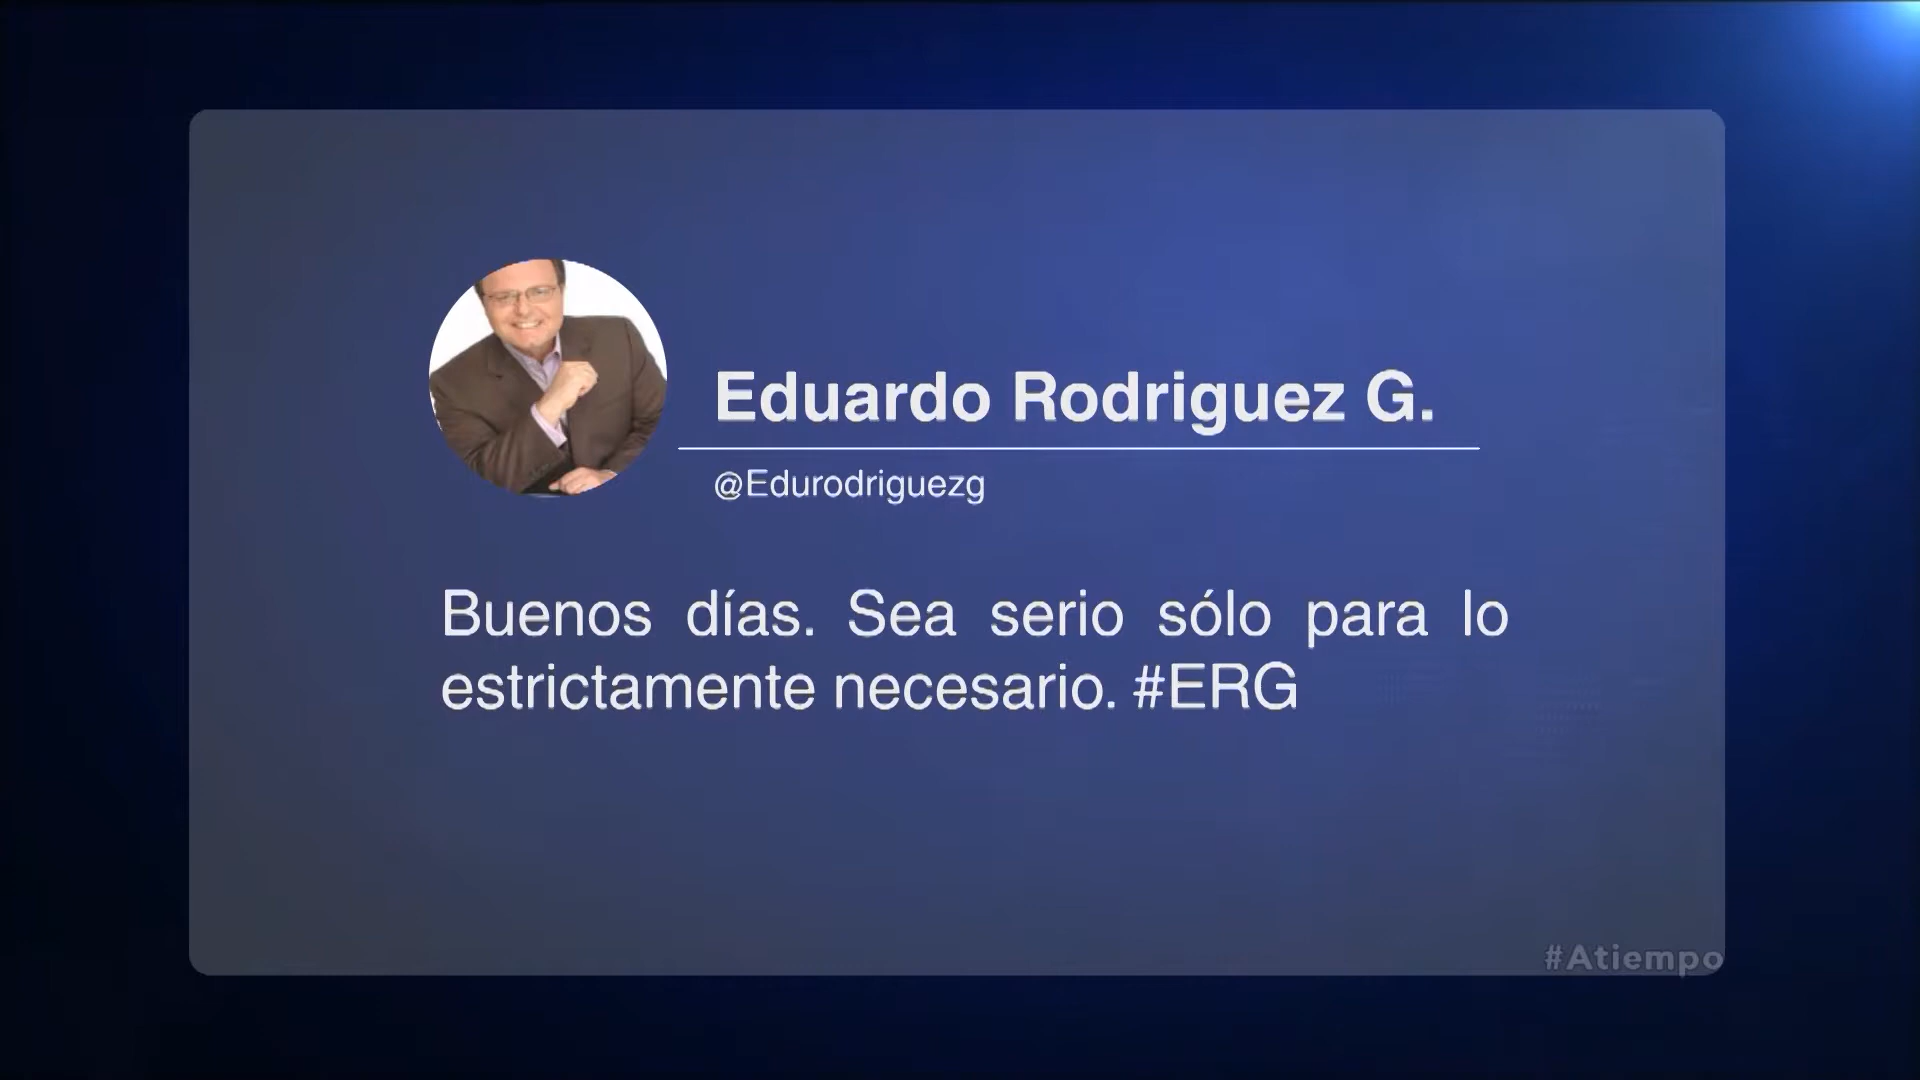 Eduardo Rodriguez G.
@Edurodriguezg
Buenos días. Sea serio sólo para lo
estrictamente necesario. #ERG
#Atiempo